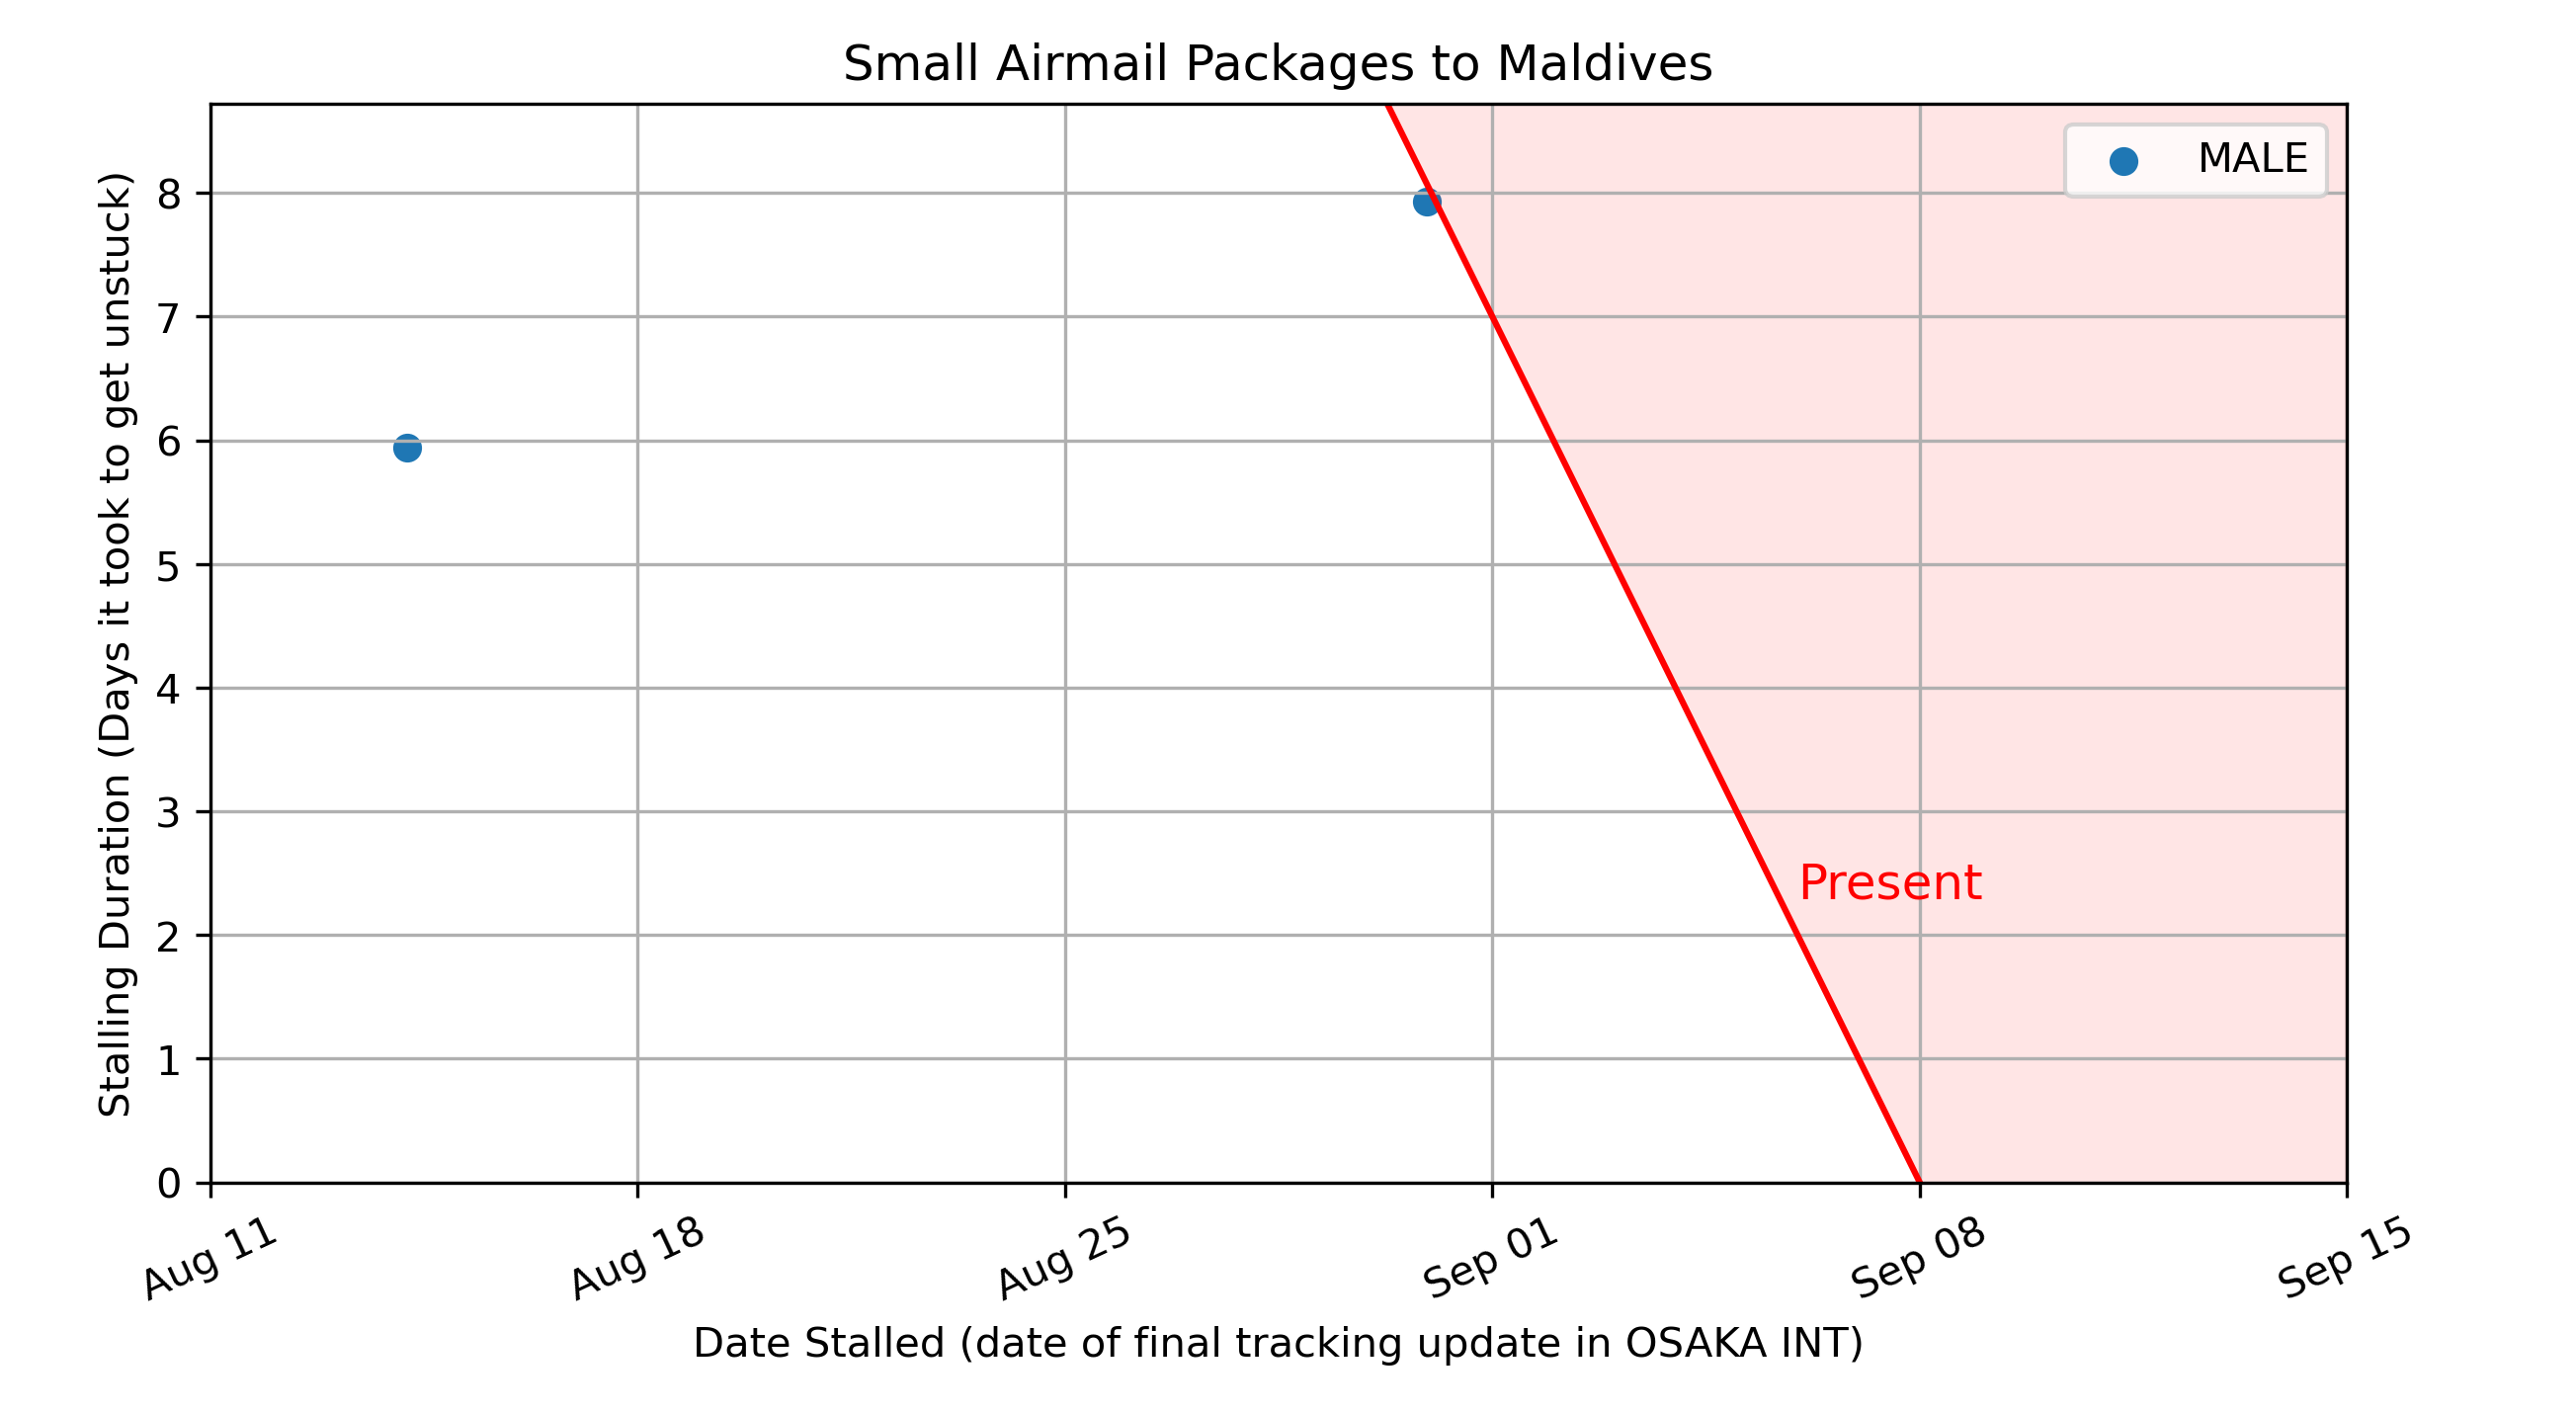 Small Airmail Packages to Maldives
MALE
Stalling Duration (Days it took to get unstuck)
8
7
6
5
4
3
2
1
0
Present
Aug 11
Aug 18
Aug 25
Sep 01
Sep 08
Sep 15
Date Stalled (date of final tracking update in OSAKA INT)